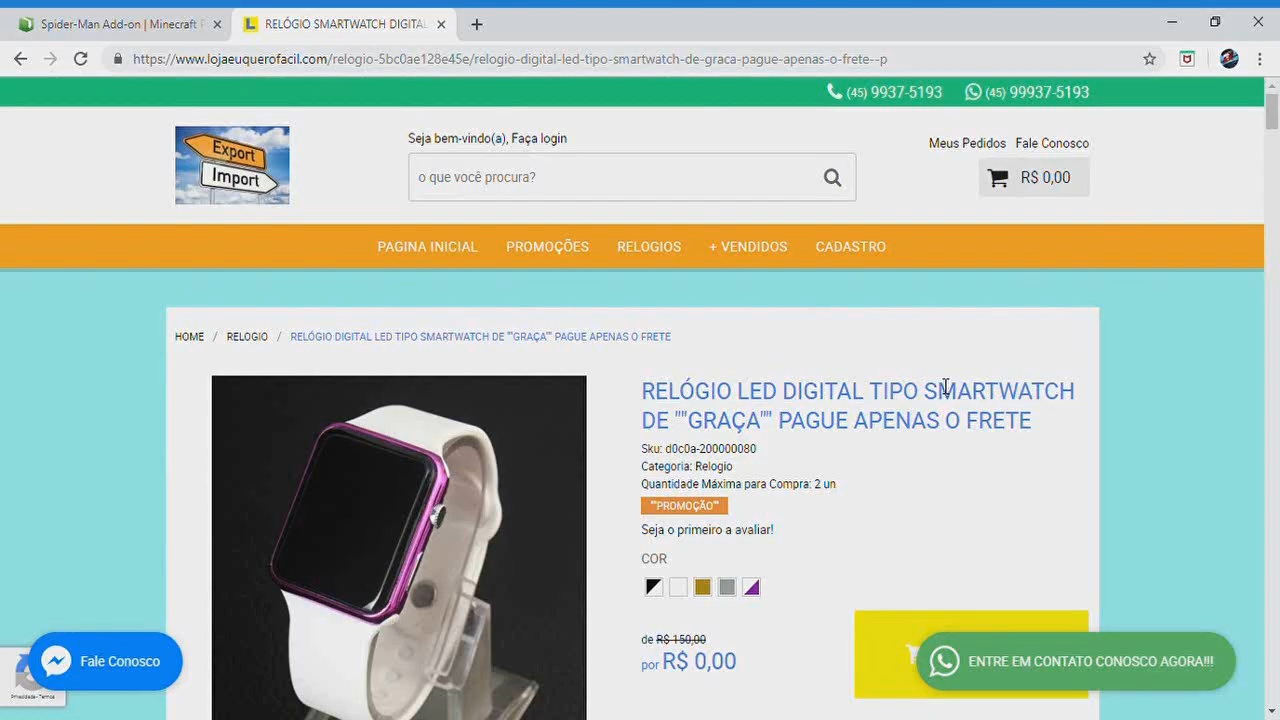 Spider-Man Add-on | Minecraft
RELÓGIO SMARTWATCH DIGITAL
https://www.lojaeuquerofacil.com/relogio-5bc0ae128e45e/relogio-digital-led-tipo-smartwatch-de-graca-pague-apenas-o-frete--p
(45) 9937-5193
(45) 99937-5193
Export
Import
Seja bem-vindo(a), Faça login
o que você procura?
Meus Pedidos Fale Conosco
R$ 0,00
PAGINA INICIAL PROMOÇÕES RELOGIOS + VENDIDOS CADASTRO
HOME / RELOGIO / RELÓGIO DIGITAL LED TIPO SMARTWATCH DE ""GRAÇA"" PAGUE APENAS O FRETE
RELÓGIO LED DIGITAL TIPO SMARTWATCH
DE ""GRAÇA"" PAGUE APENAS O FRETE
Sku: d0c0a-200000080
Categoria: Relogio
Quantidade Máxima para Compra: 2 un
""PROMOÇÃO""
Seja o primeiro a avaliar!
COR
de R$ 150,00
por R$ 0,00
Fale Conosco
ENTRE EM CONTATO CONOSCO AGORA!!!
Privacidade - Termos